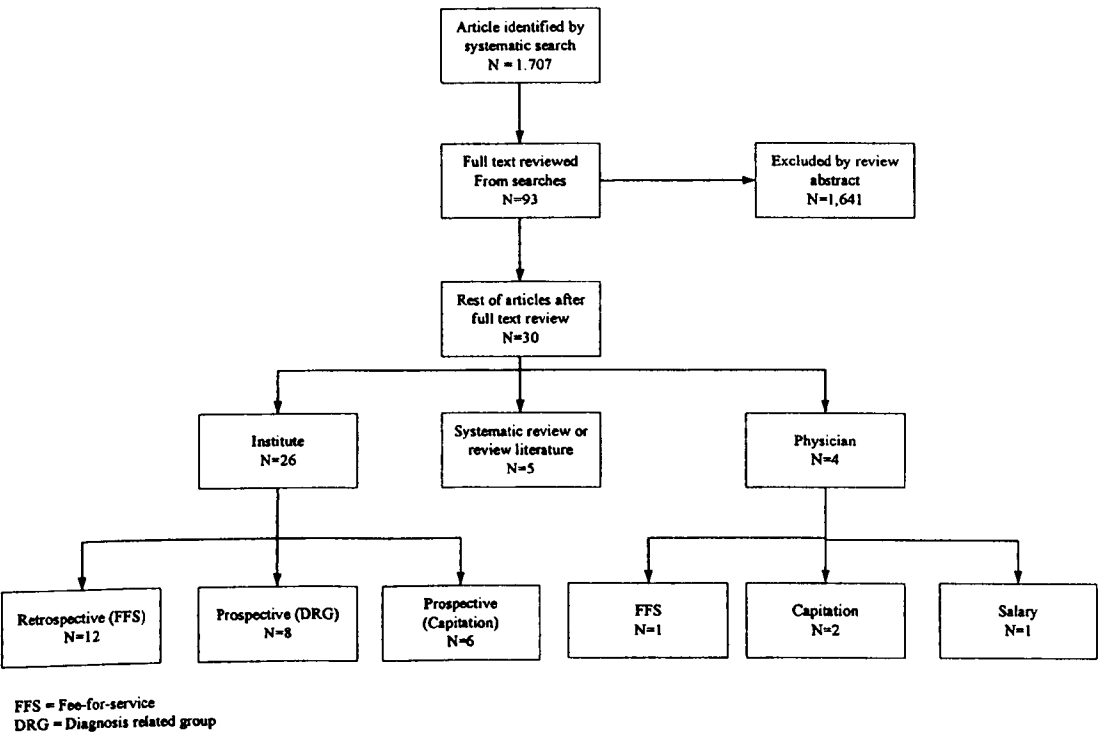 Article identified by
systematic search
N = 1.707
Full text reviewed
From searches
N=93
Excluded by review
abstract
N=1,641
Rest of articles after
full text review
N=30
Institute
N=26
Systematic review or
review literature
N=5
Physician
N=4
Retrospective (FFS)
N=12
Prospective (DRG)
N=8
Prospective
(Capitation)
N=6
FFS
N=1
Capitation
N=2
Salary
N=1
FFS = Fee-for-service
DRG = Diagnosis related group